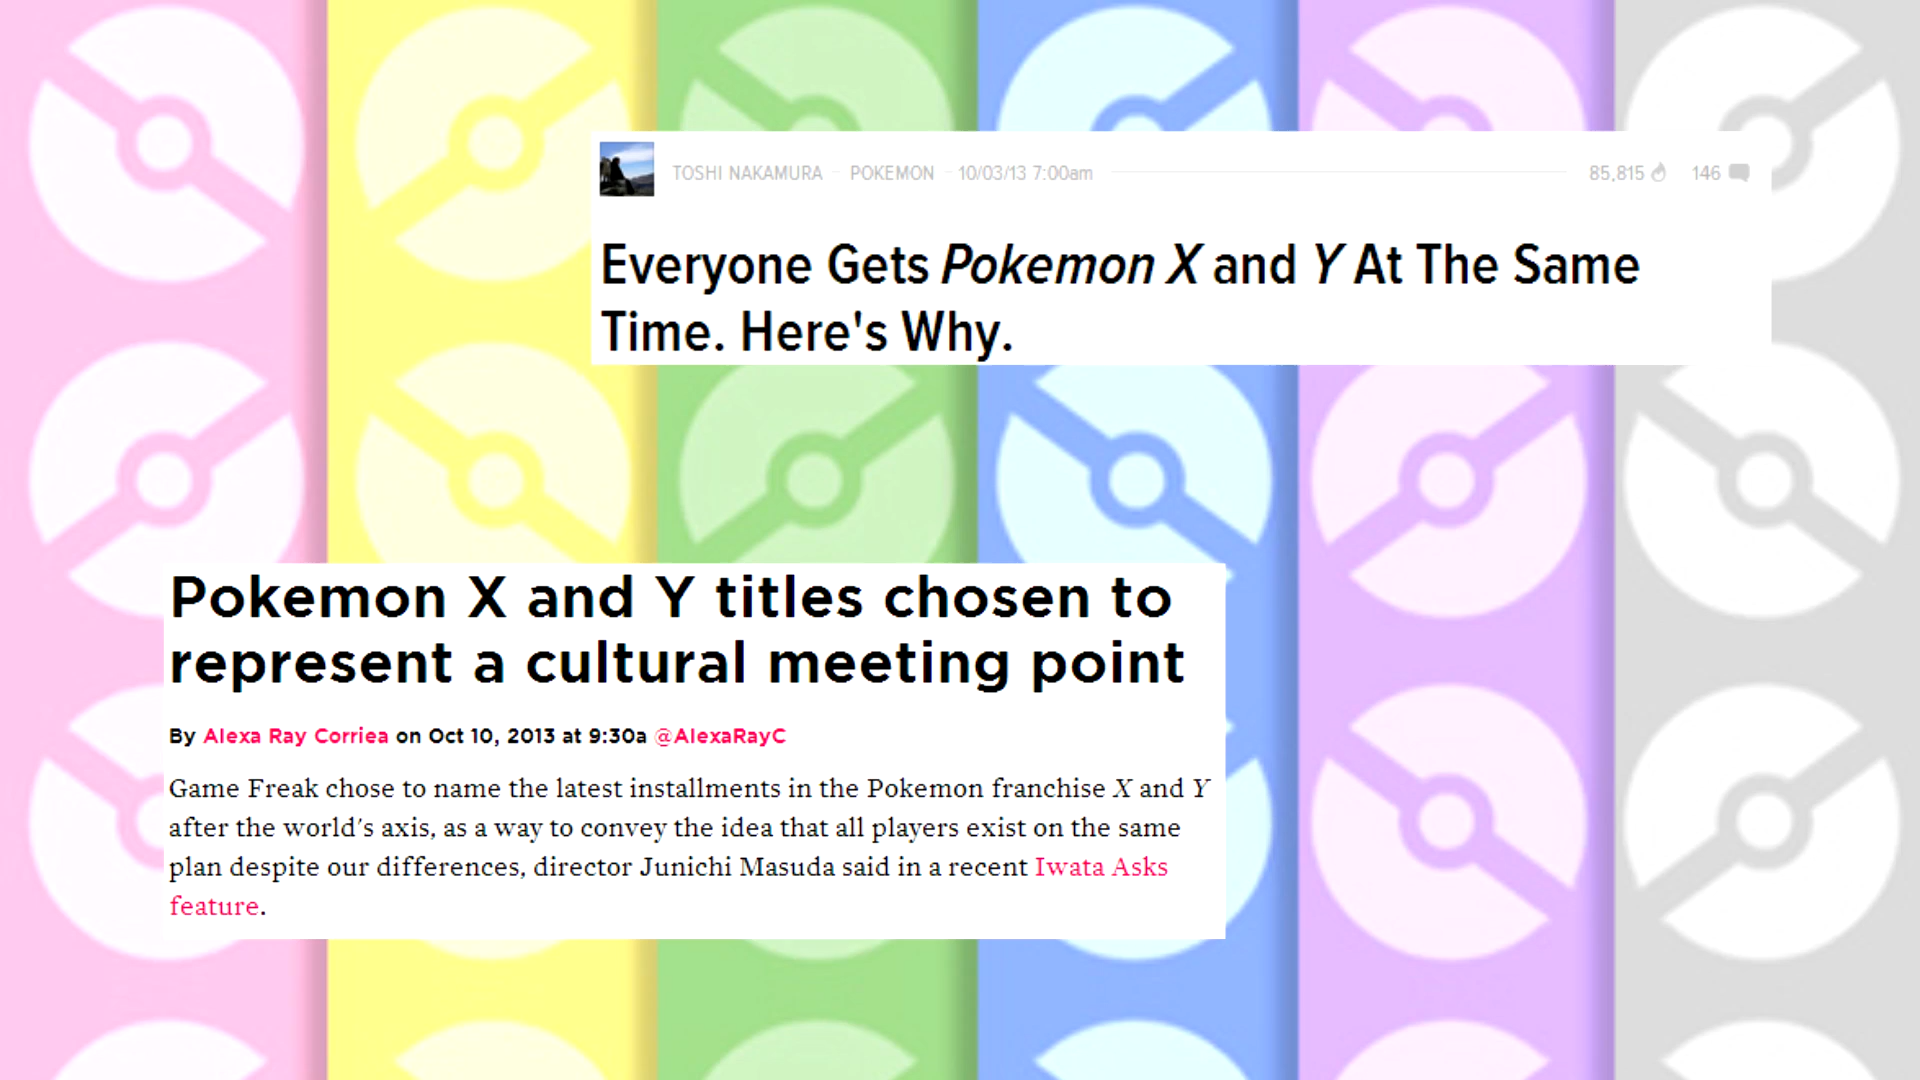 TOSHI NAKAMURA POKEMON 10/03/13 7:00am 85,815 146
Everyone Gets Pokemon X and Y At The Same
Time. Here's Why.
Pokemon X and Y titles chosen to
represent a cultural meeting point
By Alexa Ray Corriea on Oct 10, 2013 at 9:30a @AlexaRayC
Game Freak chose to name the latest installments in the Pokemon franchise X and Y
after the world's axis, as a way to convey the idea that all players exist on the same
plan despite our differences, director Junichi Masuda said in a recent Iwata Asks
feature.